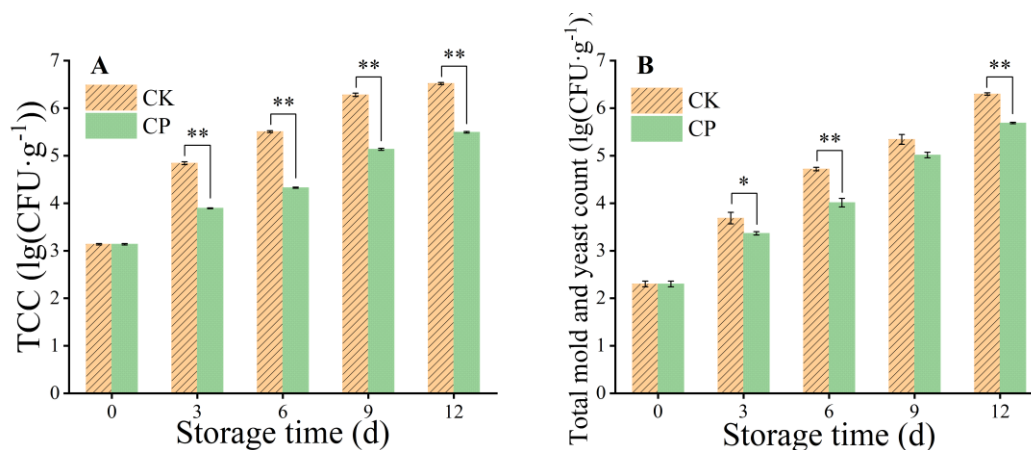 A
CK
CP
TCC (lg(CFU·g⁻¹))
7
6
5
4
3
2
1
0
**
**
**
**
0 3 6 9 12
Storage time (d)
B
CK
CP
Total mold and yeast count (lg(CFU·g⁻¹)
7
6
5
4
3
2
1
0
*
**
**
0 3 6 9 12
Storage time (d)